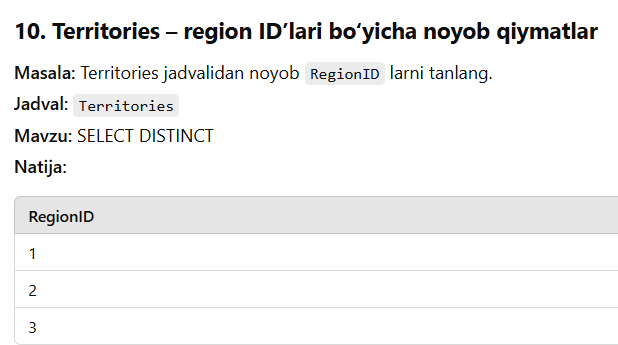 10. Territories – region ID’lari bo‘yicha noyob qiymatlar
Masala: Territories jadvalidan noyob RegionID larni tanlang.
Jadval: Territories
Mavzu: SELECT DISTINCT
Natija:
RegionID
1
2
3